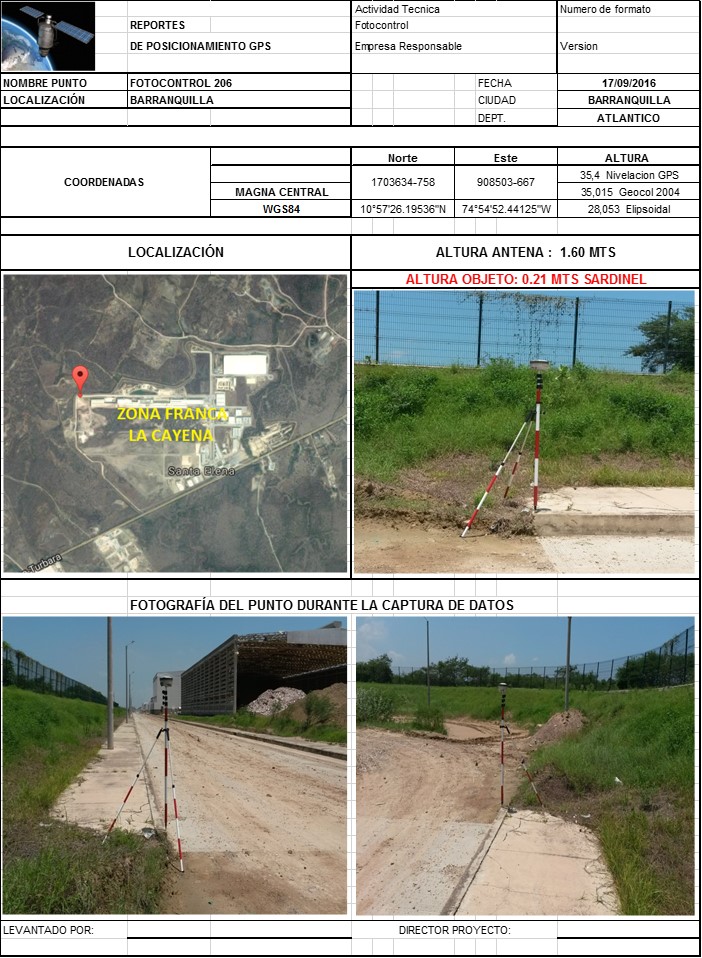 Actividad Tecnica Numero de formato
REPORTES Fotocontrol
DE POSICIONAMIENTO GPS Empresa Responsable Version
NOMBRE PUNTO FOTOCONTROL 206 FECHA 17/09/2016
LOCALIZACIÓN BARRANQUILLA CIUDAD BARRANQUILLA
DEPT. ATLANTICO
Norte Este ALTURA
COORDENADAS 1703634-758 908503-667 35,4 Nivelacion GPS
MAGNA CENTRAL 35,015 Geocol 2004
WGS84 10°57'26.19536"N 74°54'52.44125"W 28,053 Elipsoidal
LOCALIZACIÓN ALTURA ANTENA : 1.60 MTS
ALTURA OBJETO: 0.21 MTS SARDINEL
ZONA FRANCA
LA CAYENA
Santa Elena
Turbara
FOTOGRAFÍA DEL PUNTO DURANTE LA CAPTURA DE DATOS
LEVANTADO POR: DIRECTOR PROYECTO: